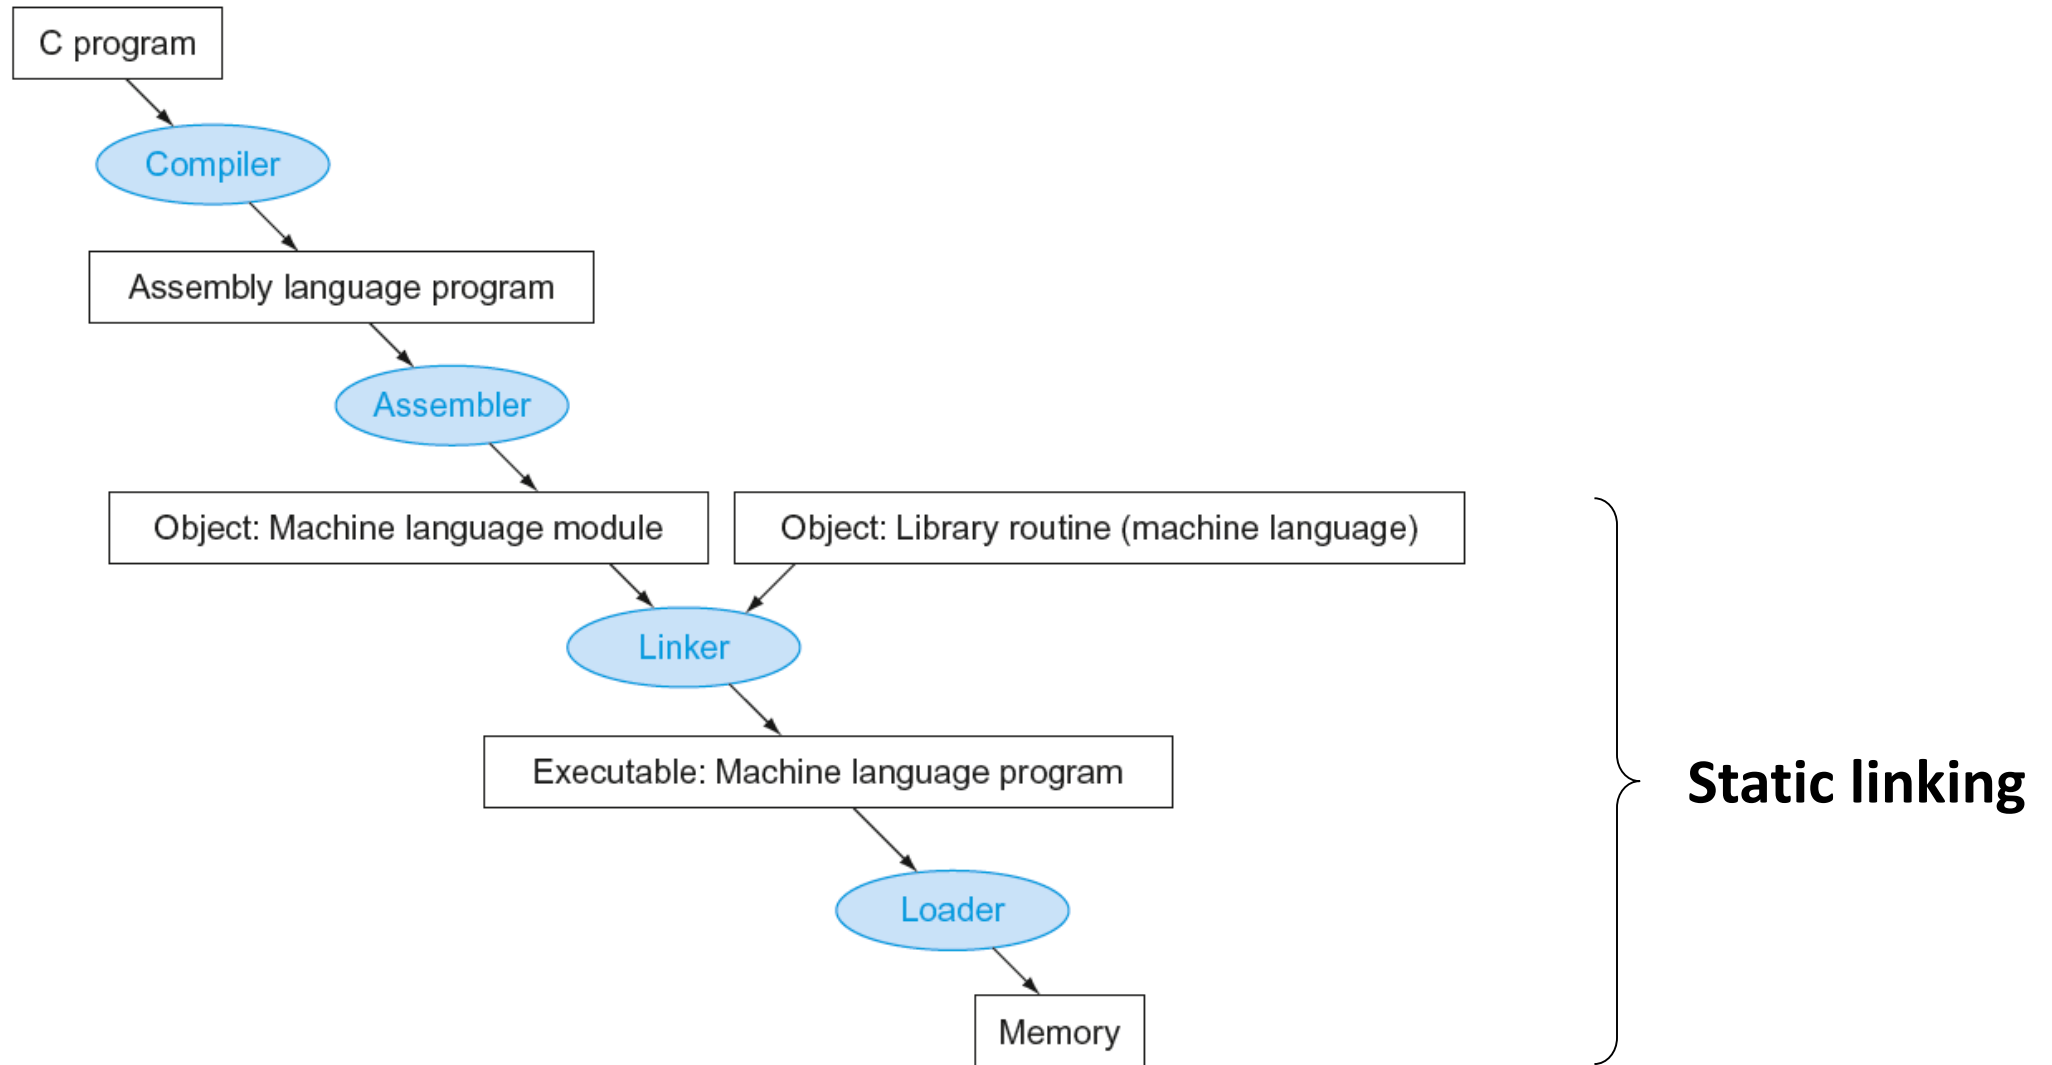 C program
Compiler
Assembly language program
Assembler
Object: Machine language module
Object: Library routine (machine language)
Linker
Executable: Machine language program
Static linking
Loader
Memory